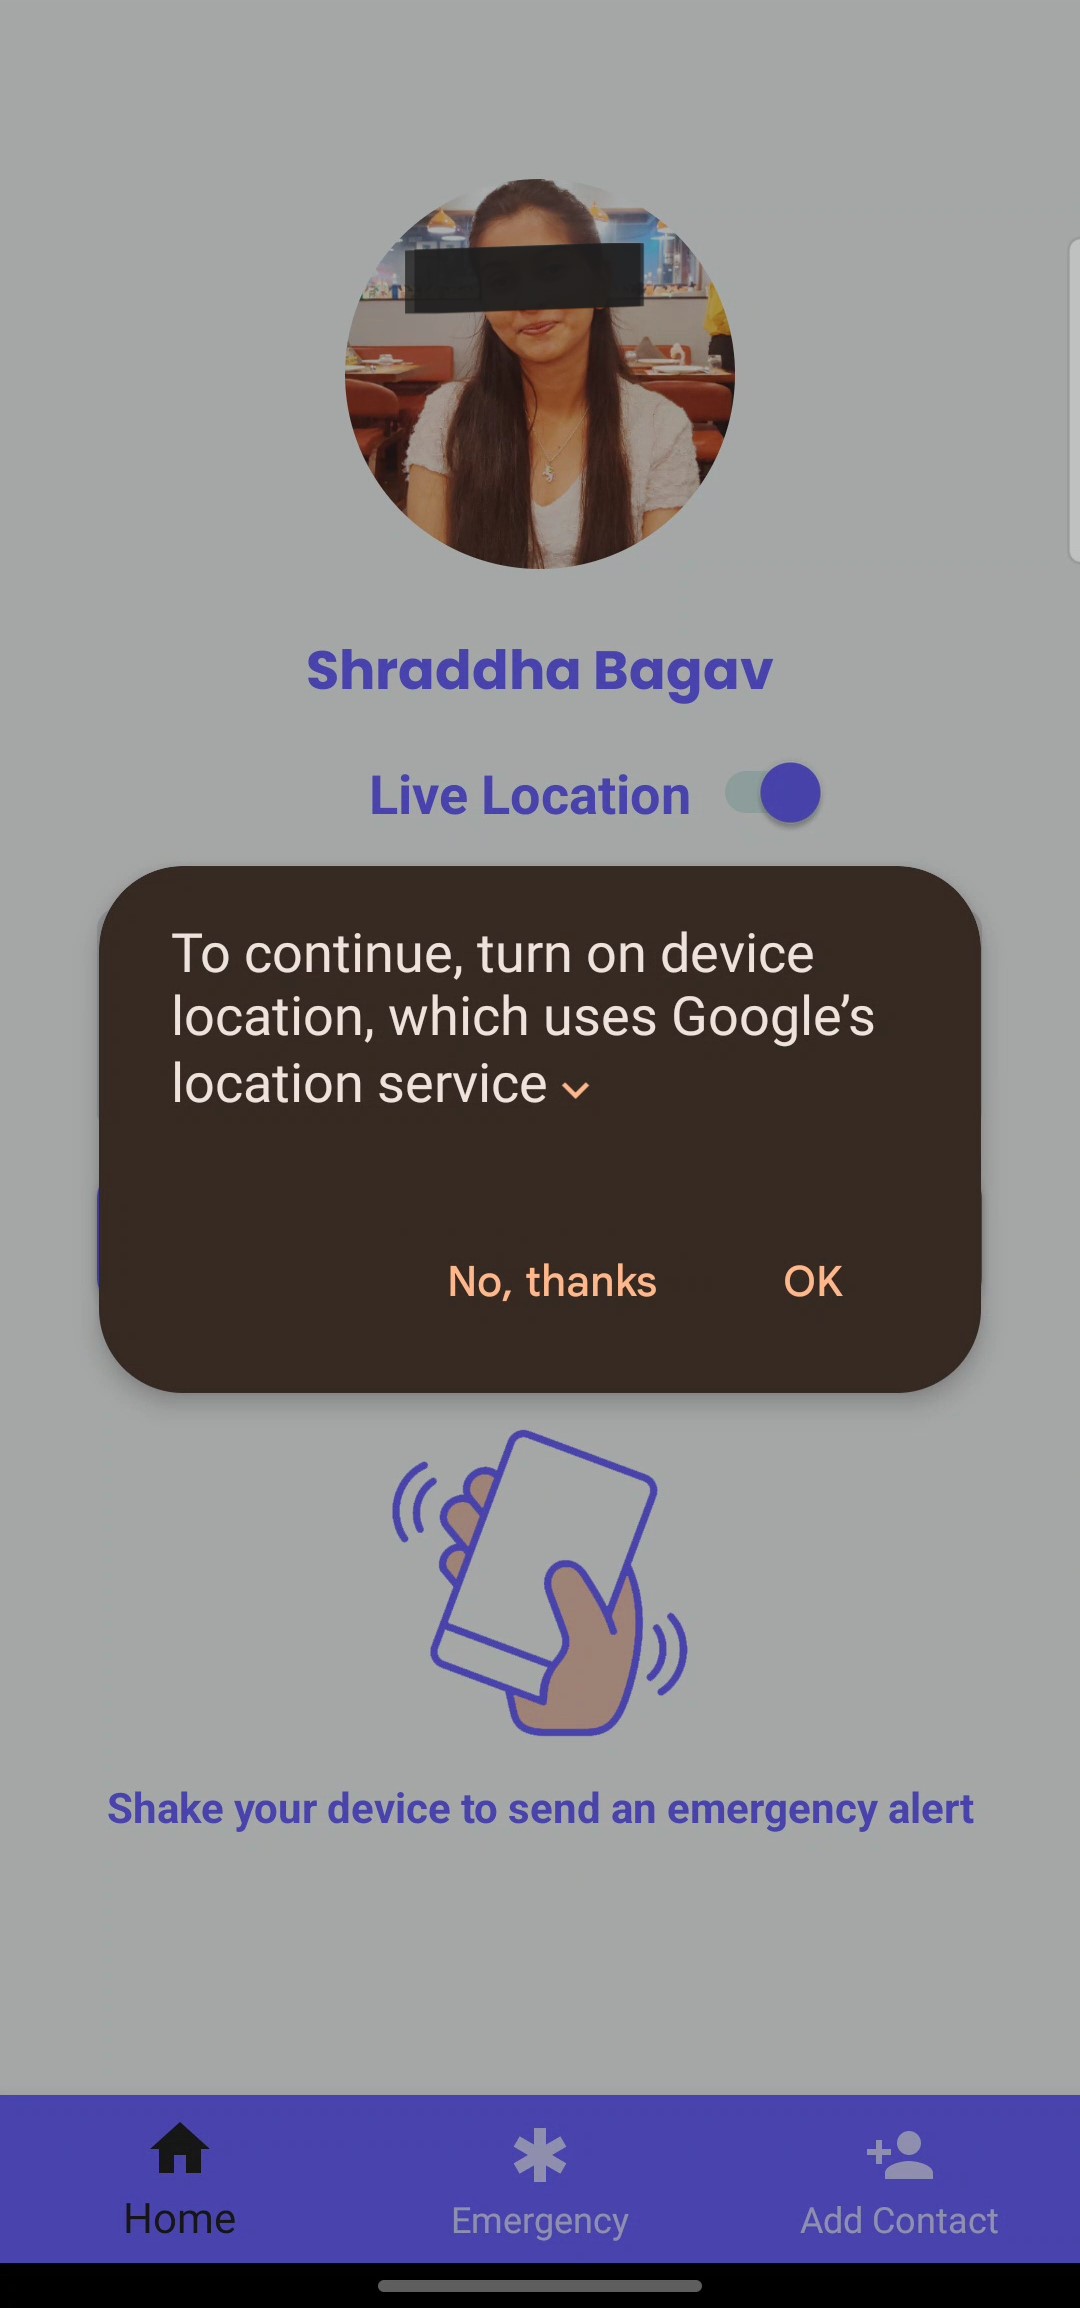 Shraddha Bagav
Live Location
To continue, turn on device
location, which uses Google’s
location service
No, thanks
OK
Shake your device to send an emergency alert
Home
Emergency
Add Contact